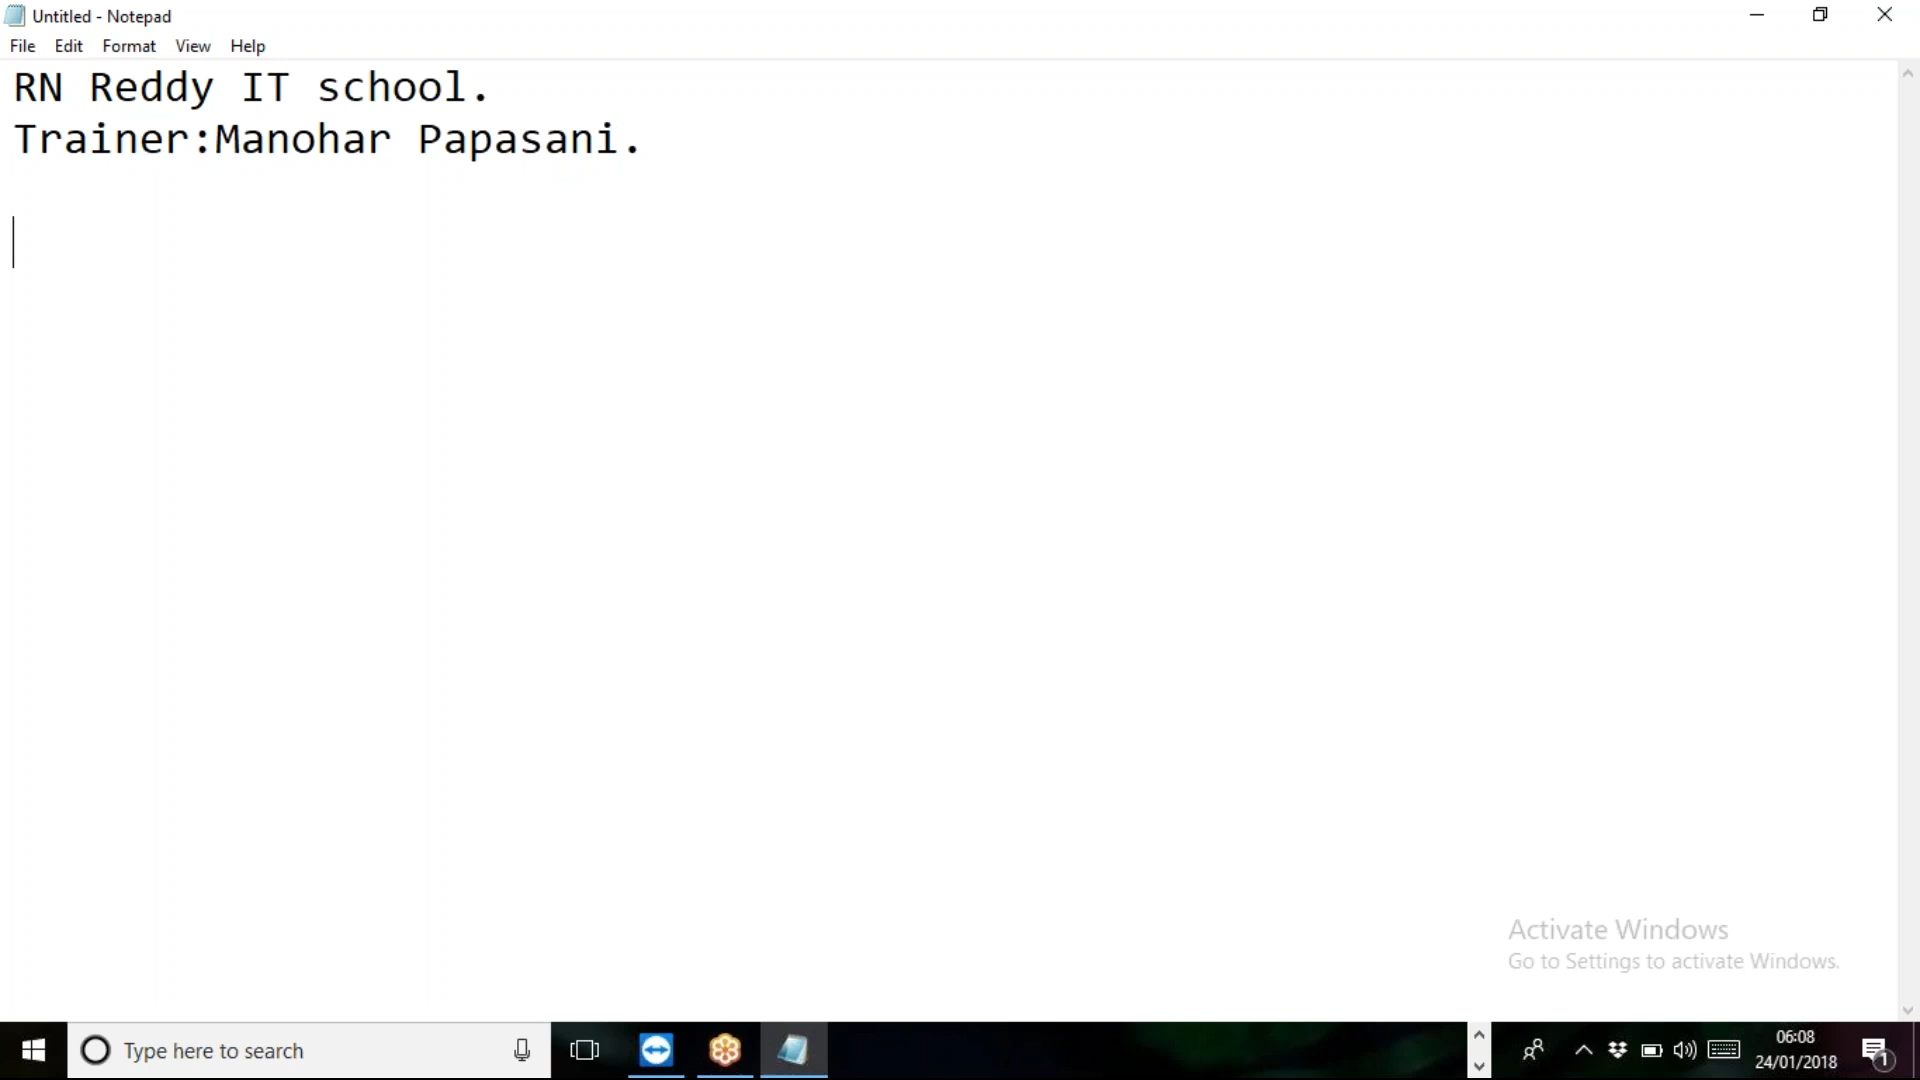 Untitled - Notepad
File Edit Format View Help
RN Reddy IT school.
Trainer:Manohar Papasani.
Activate Windows
Go to Settings to activate Windows.
Type here to search
06:08
24/01/2018
1